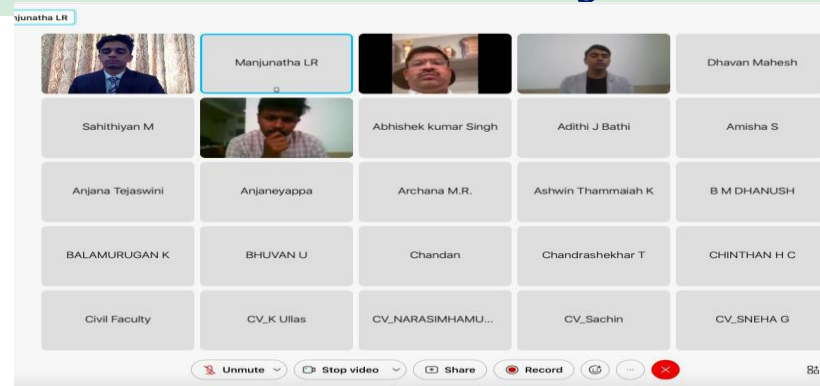 njunatha LR
Manjunatha LR
Dhavan Mahesh
Sahithiyan M
Abhishek kumar Singh
Adithi J Bathi
Amisha S
Anjana Tejaswini
Anjaneyappa
Archana M.R.
Ashwin Thammaiah K
B M DHANUSH
BALAMURUGAN K
BHUVAN U
Chandan
Chandrashekhar T
CHINTHAN H C
Civil Faculty
CV_K Ullas
CV_NARASIMHAMU...
CV_Sachin
CV_SNEHA G
Unmute
Stop video
Share
Record